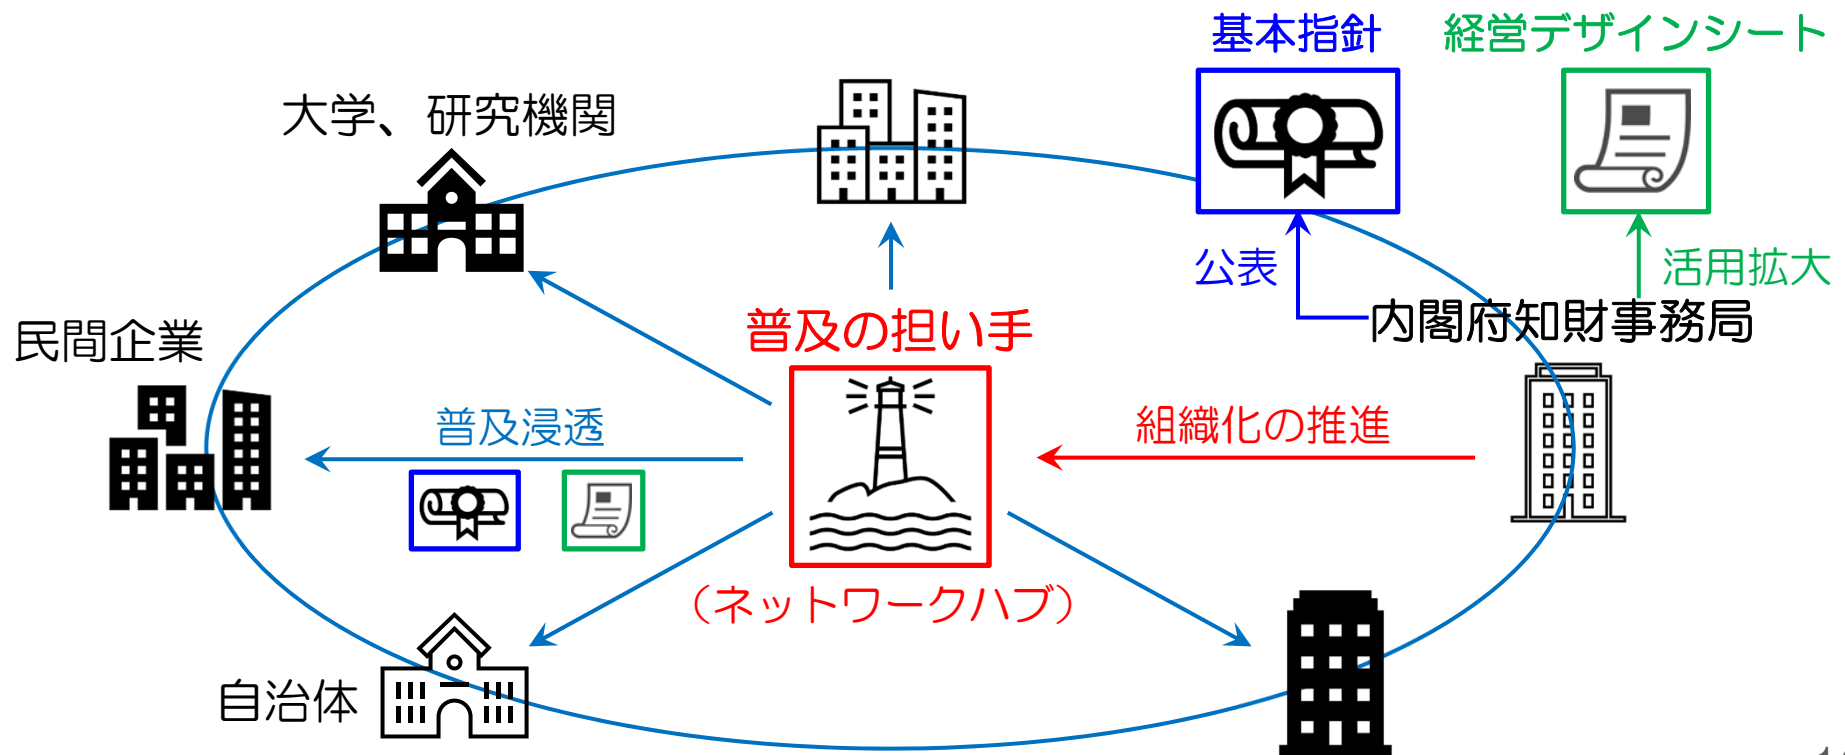 基本指針
経営デザインシート
大学、研究機関
公表
活用拡大
内閣府知財事務局
普及の担い手
民間企業
普及浸透
組織化の推進
（ネットワークハブ）
自治体